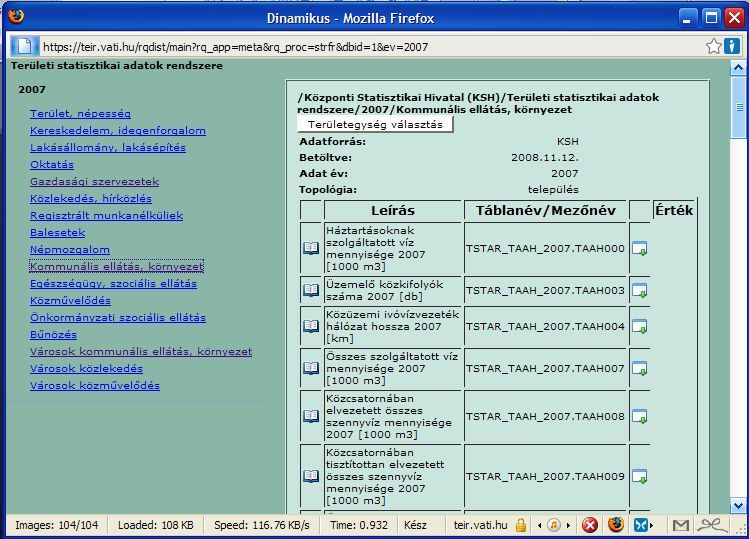 Dinamikus - Mozilla Firefox
https://teir.vati.hu/rqdist/main?rq_app=meta&rq_proc=strfr&dbid=1&ev=2007
Területi statisztikai adatok rendszere
2007
Terület, népesség
Kereskedelem, idegenforgalom
Lakásállomány, lakásépítés
Oktatás
Gazdasági szervezetek
Közlekedés, hírközlés
Regisztrált munkanélküliek
Balesetek
Népmozgalom
Kommunális ellátás, környezet
Egészségügy, szociális ellátás
Közművelődés
Önkormányzati szociális ellátás
Bűnözés
Városok kommunális ellátás, környezet
Városok közlekedés
Városok közművelődés
/Központi Statisztikai Hivatal (KSH)/Területi statisztikai adatok
rendszere/2007/Kommunális ellátás, környezet
Területegység választás
Adatforrás: KSH
Betöltve: 2008.11.12.
Adat év: 2007
Topológia: település
Leírás Táblanév/Mezőnév Érték
Háztartásoknak
szolgáltatott víz
mennyisége 2007
[1000 m3]
TSTAR_TAAH_2007.TAAH000
Üzemelő közkifolyók
száma 2007 [db]
TSTAR_TAAH_2007.TAAH003
Közüzemi ivóvízvezeték
hálózat hossza 2007
[km]
TSTAR_TAAH_2007.TAAH004
Összes szolgáltatott víz
mennyisége 2007
[1000 m3]
TSTAR_TAAH_2007.TAAH007
Közcsatornában
elvezetett összes
szennyvíz mennyisége
2007 [1000 m3]
TSTAR_TAAH_2007.TAAH008
Közcsatornában
tisztítottan elvezetett
összes szennyvíz
mennyisége 2007
[1000 m3]
TSTAR_TAAH_2007.TAAH009
Images: 104/104 Loaded: 108 KB Speed: 116.76 KB/s Time: 0.932 Kész teir.vati.hu